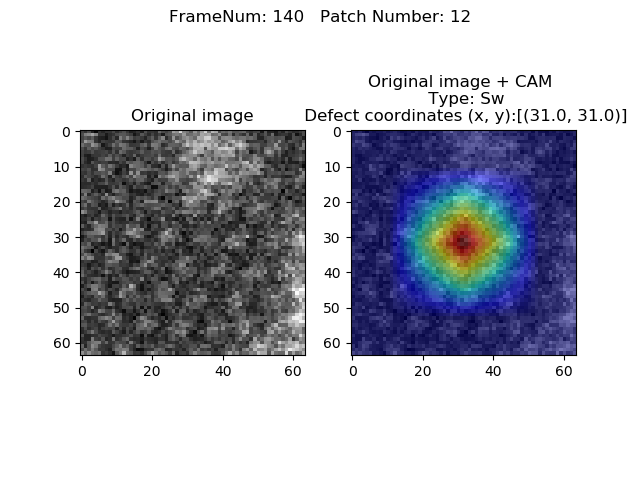 FrameNum: 140   Patch Number: 12
Original image
Original image + CAM
Type: Sw
Defect coordinates (x, y):[(31.0, 31.0)]
0
10
20
30
40
50
60
0 20 40 60
0
10
20
30
40
50
60
0 20 40 60